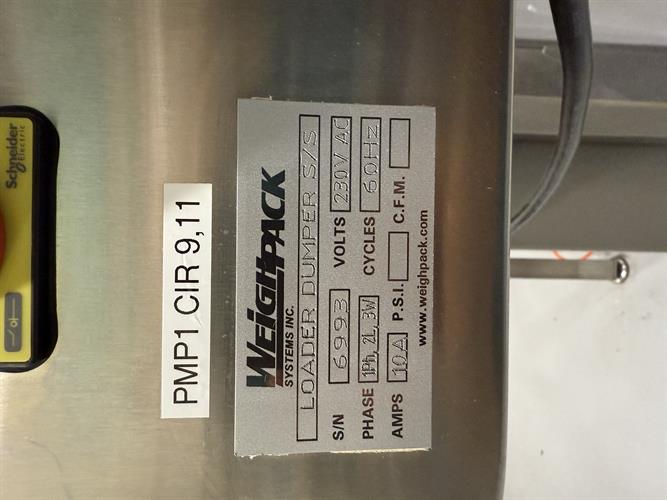 Schneider
Electric
PMP1 CIR 9,11
WEIGHPACK
SYSTEMS INC.
LOADER DUMPER S/S
S/N 6993 VOLTS 230V AC
PHASE 1Ph, 2L, 3W CYCLES 60Hz
AMPS 10A P.S.I. C.F.M.
www.weighpack.com